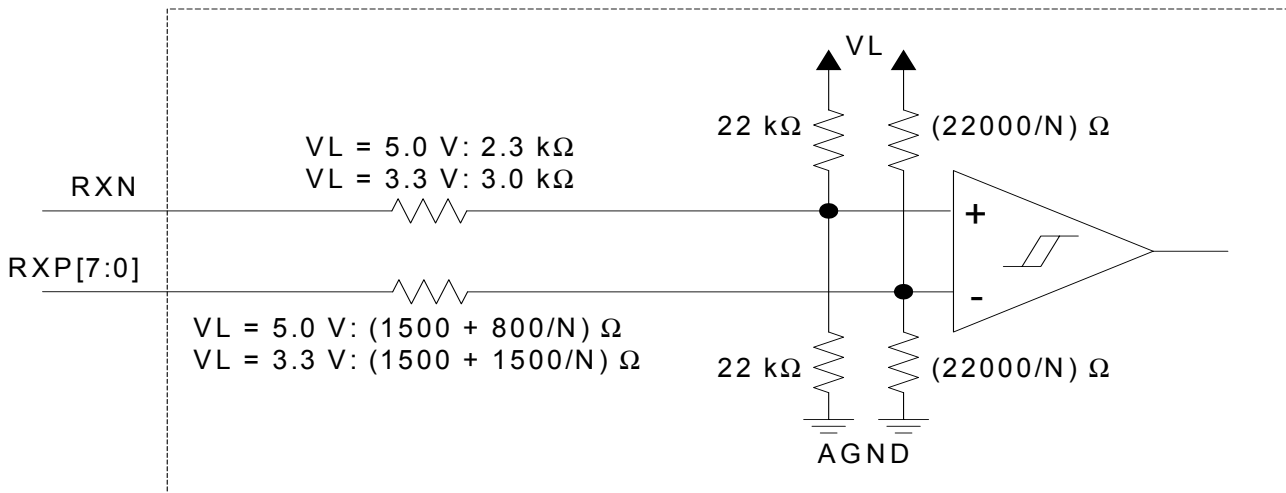 VL
22 kΩ
(22000/N) Ω
VL = 5.0 V: 2.3 kΩ
VL = 3.3 V: 3.0 kΩ
RXN
+
RXP[7:0]
-
VL = 5.0 V: (1500 + 800/N) Ω
VL = 3.3 V: (1500 + 1500/N) Ω
22 kΩ
(22000/N) Ω
AGND